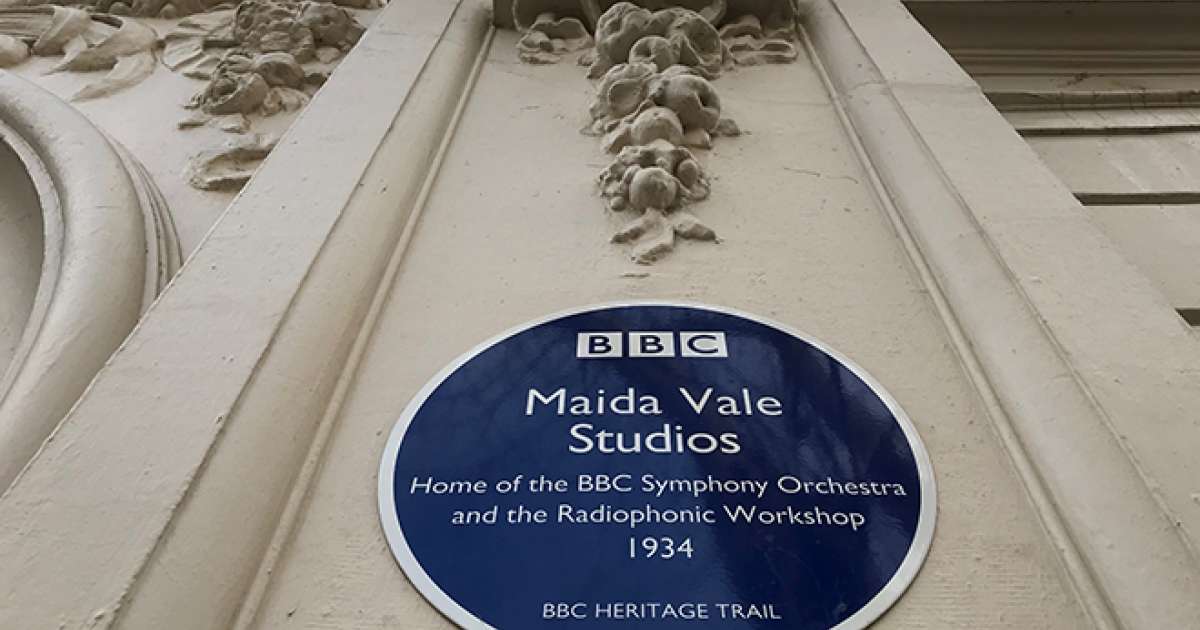 BBC
Maida Vale
Studios
Home of the BBC Symphony Orchestra
and the Radiophonic Workshop
1934
BBC HERITAGE TRAIL